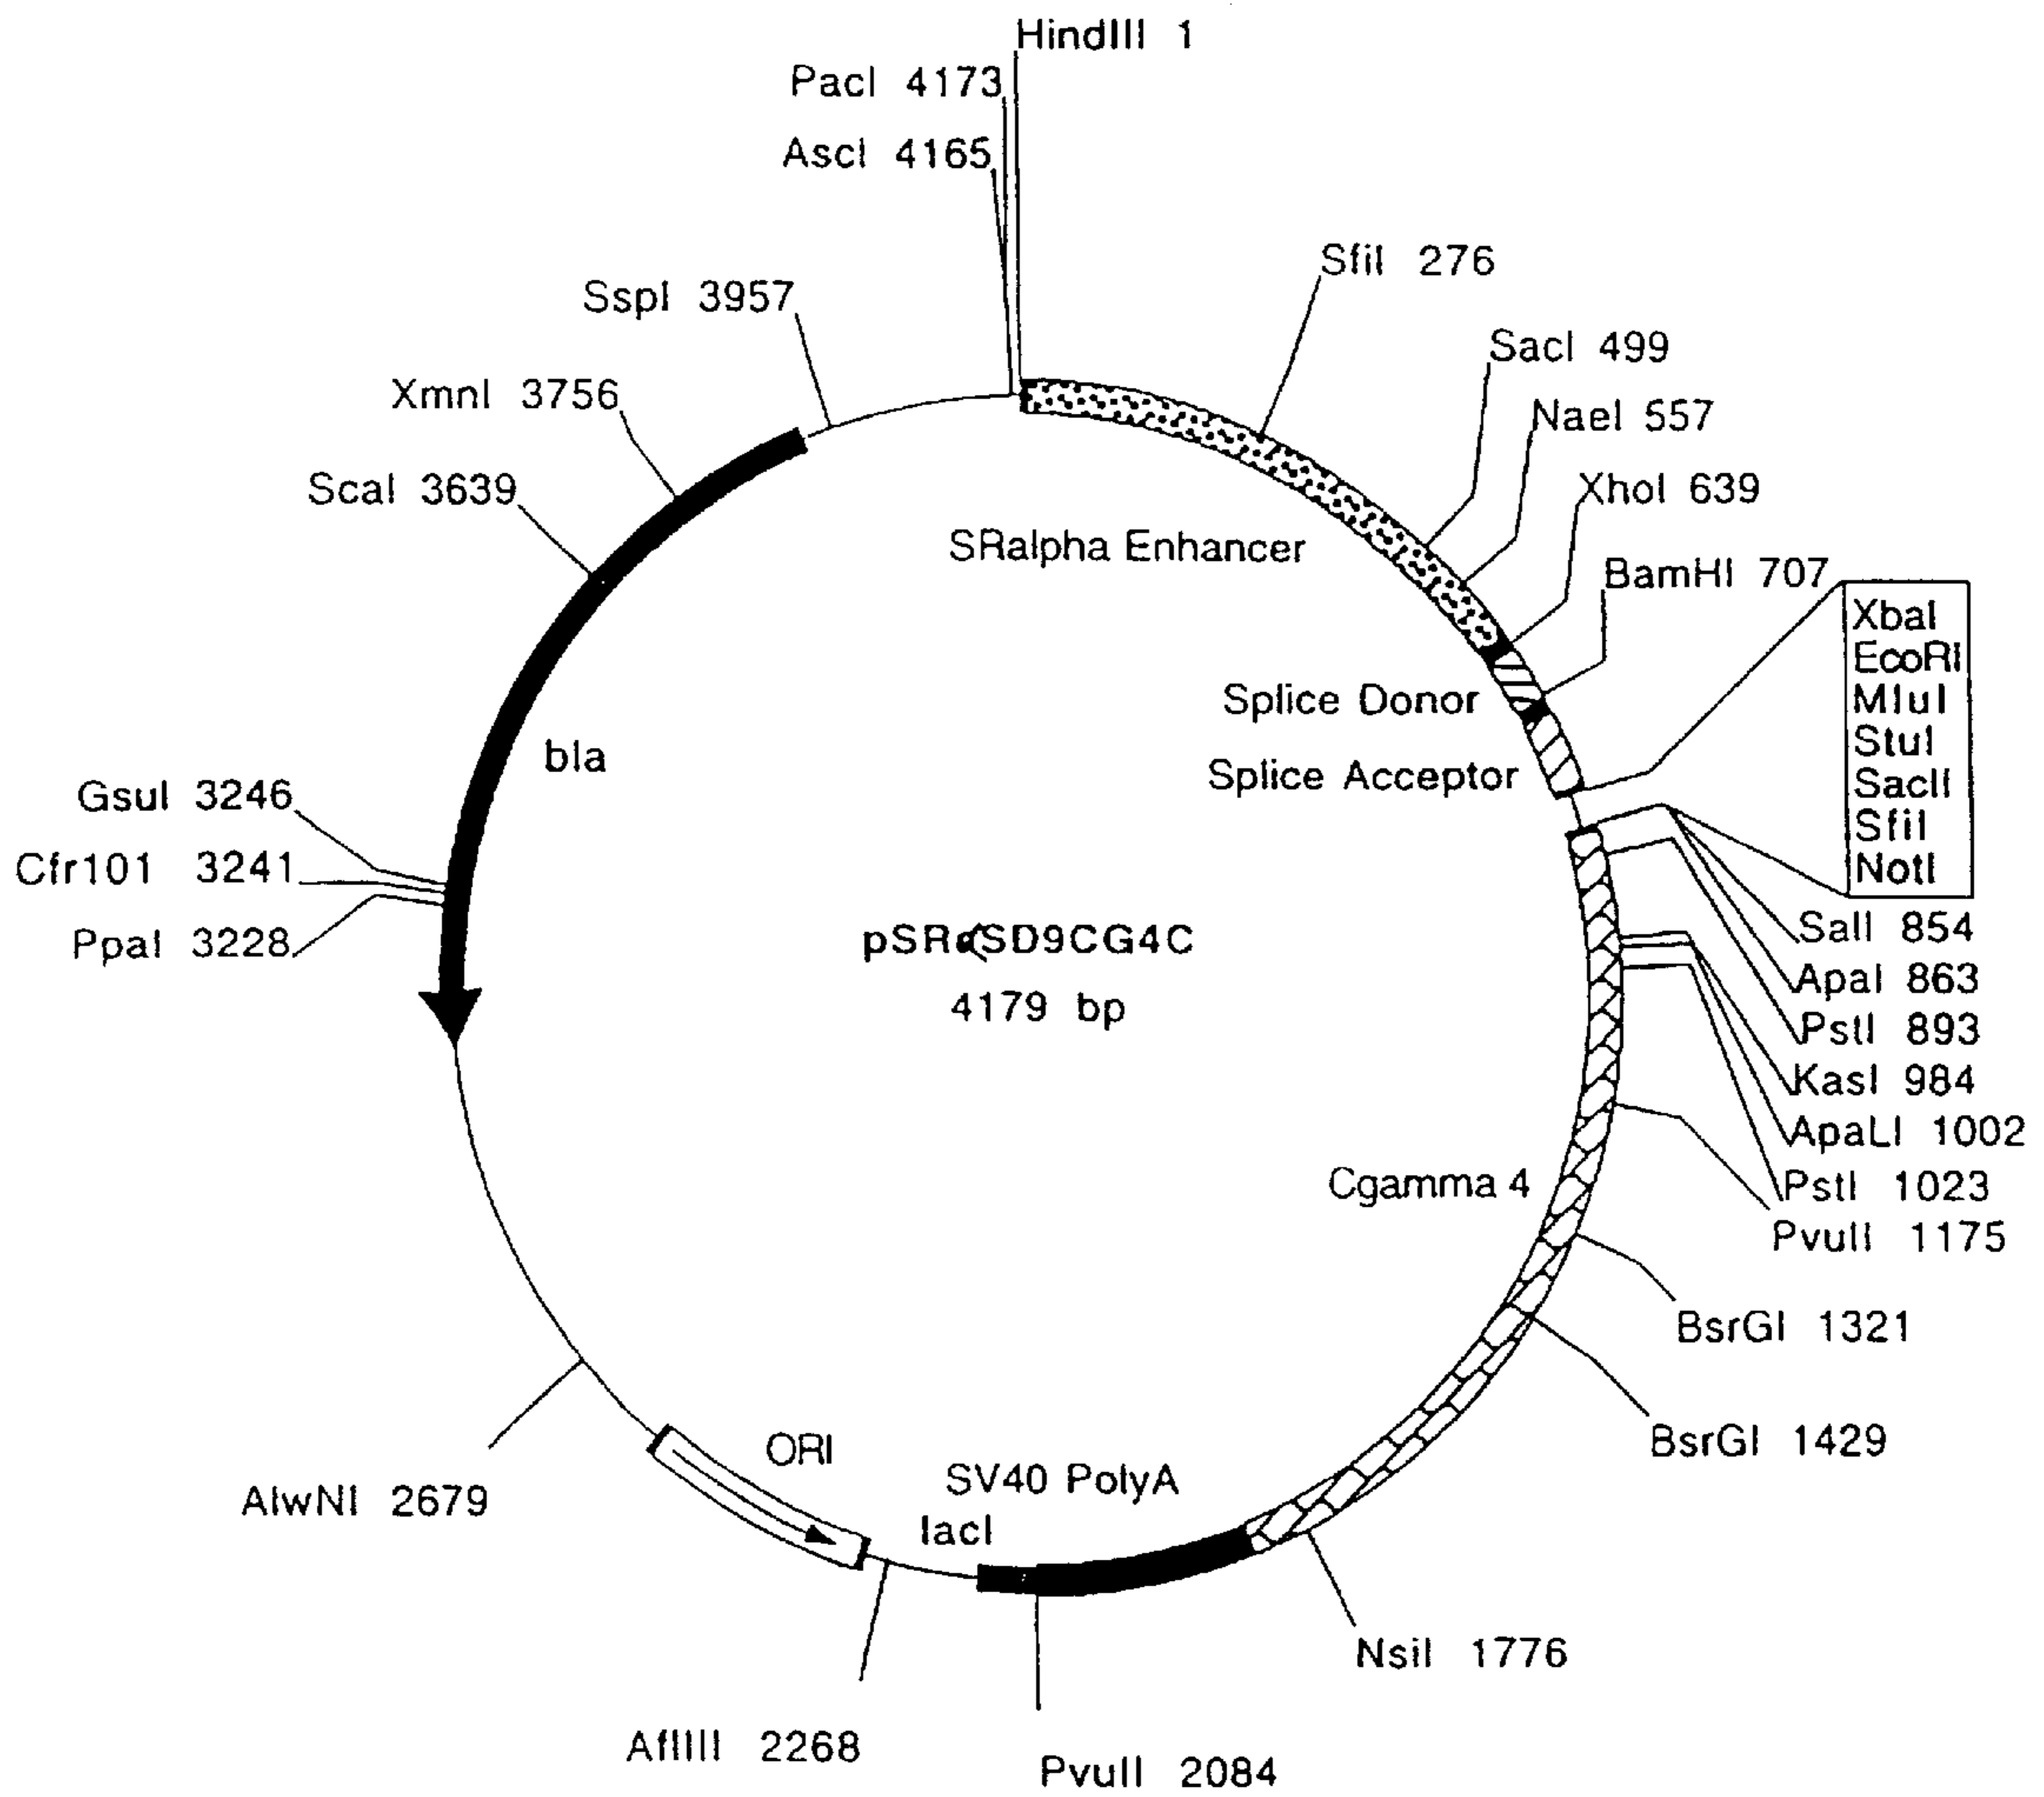 HindIII 1
PacI 4173
AscI 4165
SfiI 276
SspI 3957
SacI 499
XmnI 3756
NaeI 557
ScaI 3639
XhoI 639
SRalpha Enhancer
BamHI 707
XbaI
EcoRI
MluI
StuI
SacII
SfiI
NotI
Splice Donor
bla
Splice Acceptor
GsuI 3246
Cfr101 3241
PpaI 3228
pSRαSD9CG4C
4179 bp
SalI 854
ApaI 863
PstI 893
KasI 984
ApaLI 1002
PstI 1023
PvuII 1175
Cgamma 4
BsrGI 1321
BsrGI 1429
ORI
SV40 PolyA
lacI
AlwNI 2679
NsiI 1776
AflIII 2268
PvuII 2084